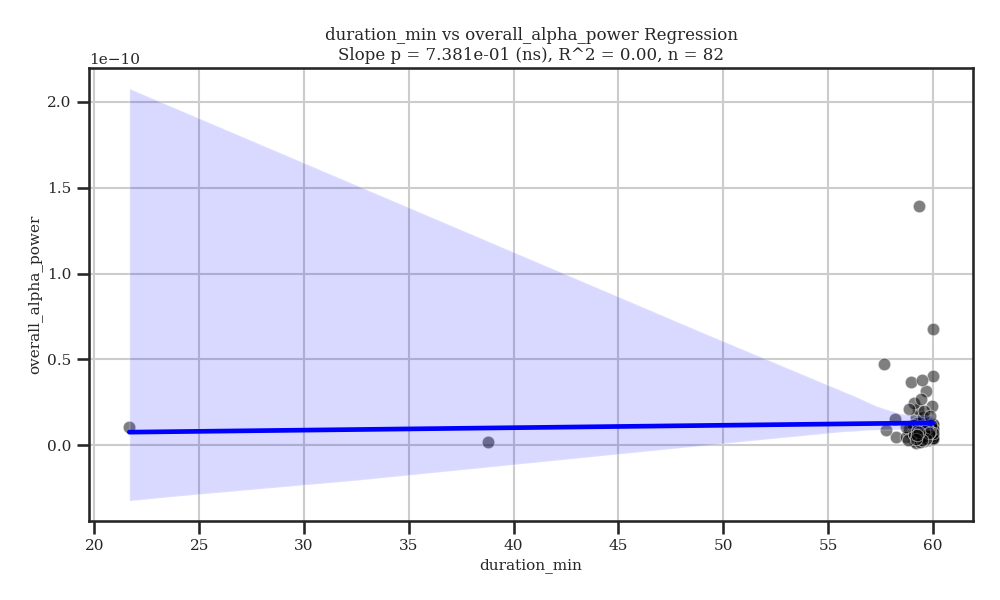 duration_min vs overall_alpha_power Regression
Slope p = 7.381e-01 (ns), R^2 = 0.00, n = 82
1e−10
2.0
1.5
1.0
0.5
0.0
overall_alpha_power
20 25 30 35 40 45 50 55 60
duration_min